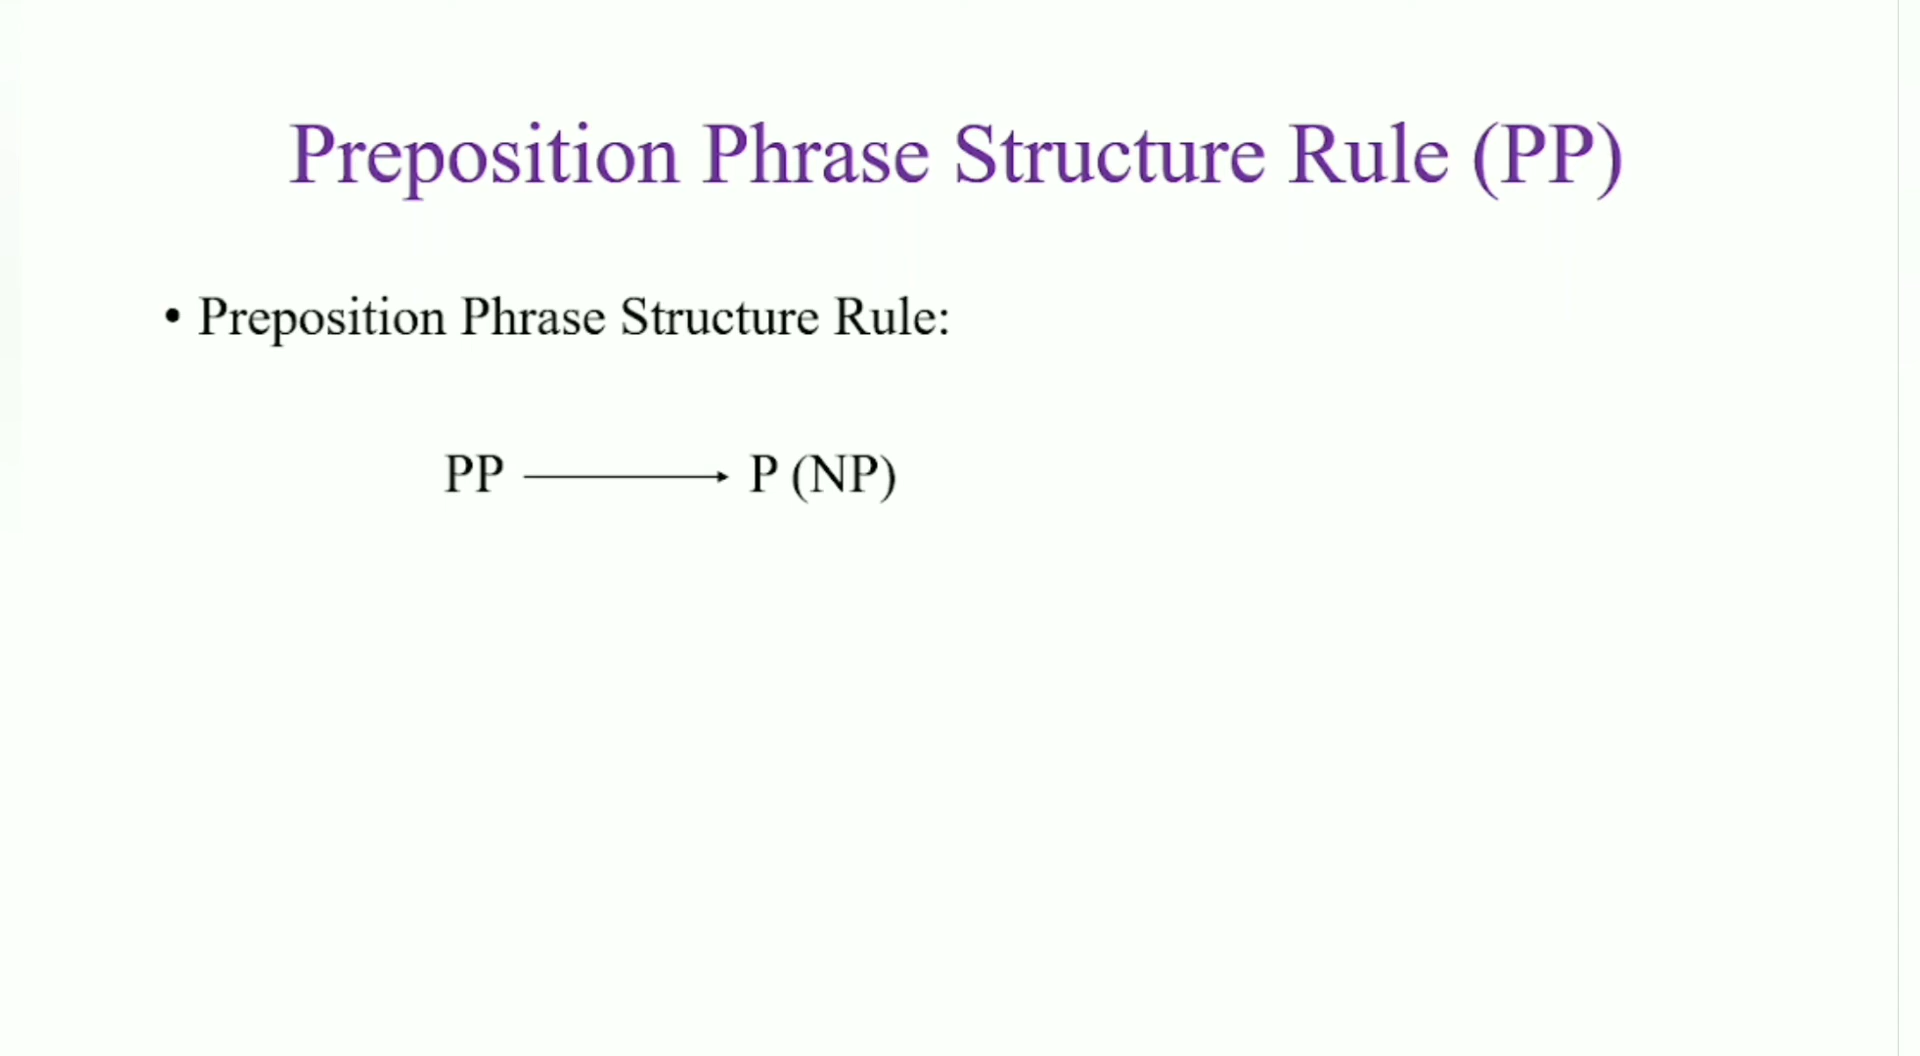 Preposition Phrase Structure Rule (PP)
• Preposition Phrase Structure Rule:
PP ⟶ P (NP)